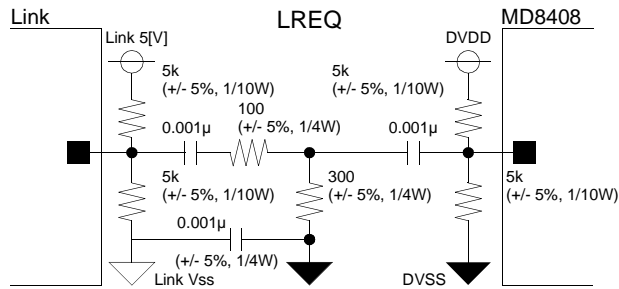 Link
LREQ
MD8408
Link 5[V]
DVDD
5k
(+/- 5%, 1/10W)
5k
(+/- 5%, 1/10W)
100
(+/- 5%, 1/4W)
0.001µ
0.001µ
5k
(+/- 5%, 1/10W)
300
(+/- 5%, 1/4W)
5k
(+/- 5%, 1/10W)
0.001µ
(+/- 5%, 1/4W)
Link Vss
DVSS